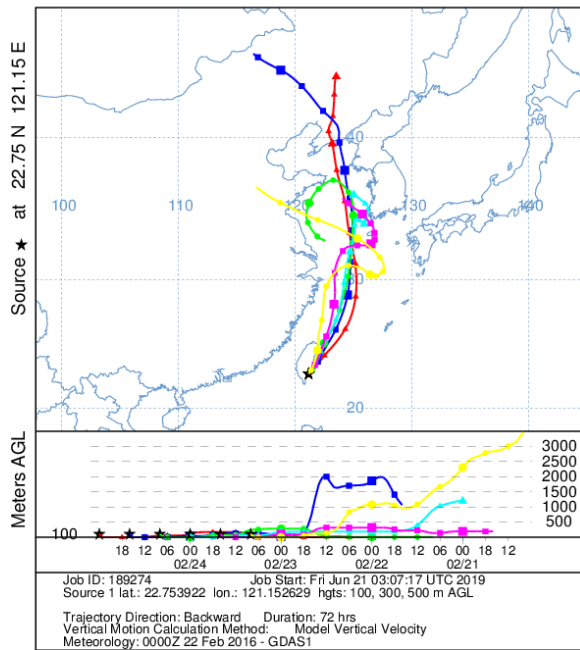 Source ★ at 22.75 N 121.15 E
100
110
120
130
140
40
30
20
Meters AGL
100
3000
2500
2000
1500
1000
500
18 12 06 00 18 12 06 00 18 12 06 00 18 12 06 00 18 12
02/24 02/23 02/22 02/21
Job ID: 189274 Job Start: Fri Jun 21 03:07:17 UTC 2019
Source 1 lat.: 22.753922 lon.: 121.152629 hgts: 100, 300, 500 m AGL
Trajectory Direction: Backward Duration: 72 hrs
Vertical Motion Calculation Method: Model Vertical Velocity
Meteorology: 0000Z 22 Feb 2016 - GDAS1